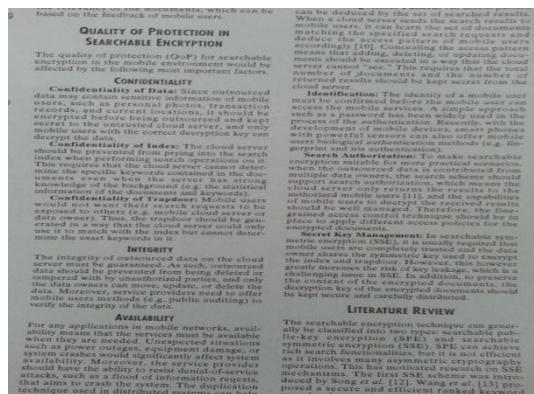 based on the feedback of mobile users.
QUALITY OF PROTECTION IN
SEARCHABLE ENCRYPTION
The quality of protection (QoP) for searchable
encryption in the mobile environment would be
affected by the following most important factors.
CONFIDENTIALITY
Confidentiality of Data: Since outsourced
data may contain sensitive information of mobile
users, such as personal photos, transaction
records, and current locations, it should be
encrypted before being outsourced and kept
secret to the untrusted cloud server, and only
mobile users with the correct decryption key can
decrypt the data.
Confidentiality of Index: The cloud server
should be prevented from prying into the search
index when performing search operations on it.
This requires that the cloud server cannot deter-
mine the specific keywords contained in the doc-
uments even when the server has strong
knowledge of the background (e.g. the statistical
information of the documents and keywords).
Confidentiality of Trapdoor: Mobile users
would not want their search requests to be
exposed to others (e.g. mobile cloud server or
data owner). Thus, the trapdoor should be gen-
erated in a way that the cloud server could only
use it to match with the index but cannot deter-
mine the exact keywords in it.
INTEGRITY
The integrity of outsourced data on the cloud
server must be guaranteed. As such, outsourced
data should be prevented from being deleted or
tampered with by unauthorized parties, and only
the data owners can move, update, or delete the
data. Moreover, service providers need to offer
mobile users methods (e.g. public auditing) to
verify the integrity of the data.
AVAILABILITY
For any applications in mobile networks, avail-
ability means that the services must be available
when they are needed. Unexpected situations
such as power outages, equipment damage, or
system crashes would significantly affect system
availability. Moreover, the service provider
should have the ability to resist denial-of-service
attacks, such as a flood of information reqests,
that aims to crash the system. The duplication
technique used in distributed systems can help
can be deduced by the set of searched results.
When a cloud server sends the search results to
mobile users, it can learn the set of documents
matching the specified search requests and
deduce the access pattern of mobile users
accordingly [10]. Concealing the access pattern
means that adding, deleting, or updating docu-
ments should be executed in a way that the cloud
server cannot "see." This requires that the total
number of documents and the number of
returned results should be kept secret from the
cloud server.
Identification: The identity of a mobile user
must be confirmed before the mobile user can
access the mobile services. A simple approach
such as a password has been widely used in the
process of the authentication. Recently, with the
development of mobile devices, smart phones
with powerful sensors can also offer mobile
users biological authentication methods (e.g. fin-
gerprint and iris authentication).
Search Authorization: To make searchable
encryption suitable for more practical scenarios,
when the outsourced data is contributed from
multiple data owners, the search scheme should
support search authorization, which means the
cloud server only returns the results to the
authorized mobile users [11], and the capabilities
of mobile users to decrypt the received results
should be well managed. Therefore, the fine-
grained access control technique should be in
place to apply different access policies for the
encrypted documents.
Secret Key Management: In searchable sym-
metric encryption (SSE), it is usually required that
mobile users are completely trusted and the data
owner shares the symmetric key used to encrypt
the index and trapdoor. However, this however
greatly increases the risk of key leakage, which is a
challenging issue in SSE. In addition, to preserve
the content of the encrypted documents, the
decryption key of the encrypted documents should
be kept secure and carefully distributed.
LITERATURE REVIEW
The searchable encryption technique can gener-
ally be classified into two types: searchable pub-
lic-key encryption (SPE) and searchable
symmetric encryption (SSE). SPE can achieve
rich search functionalities, but it is not efficient
as it involves many asymmetric cryptography
operations. This has motivated research on SSE
mechanisms. The first SSE scheme was intro-
duced by Song et al. [12]. Wang et al. [13] pro-
posed a secure and efficient ranked keyword